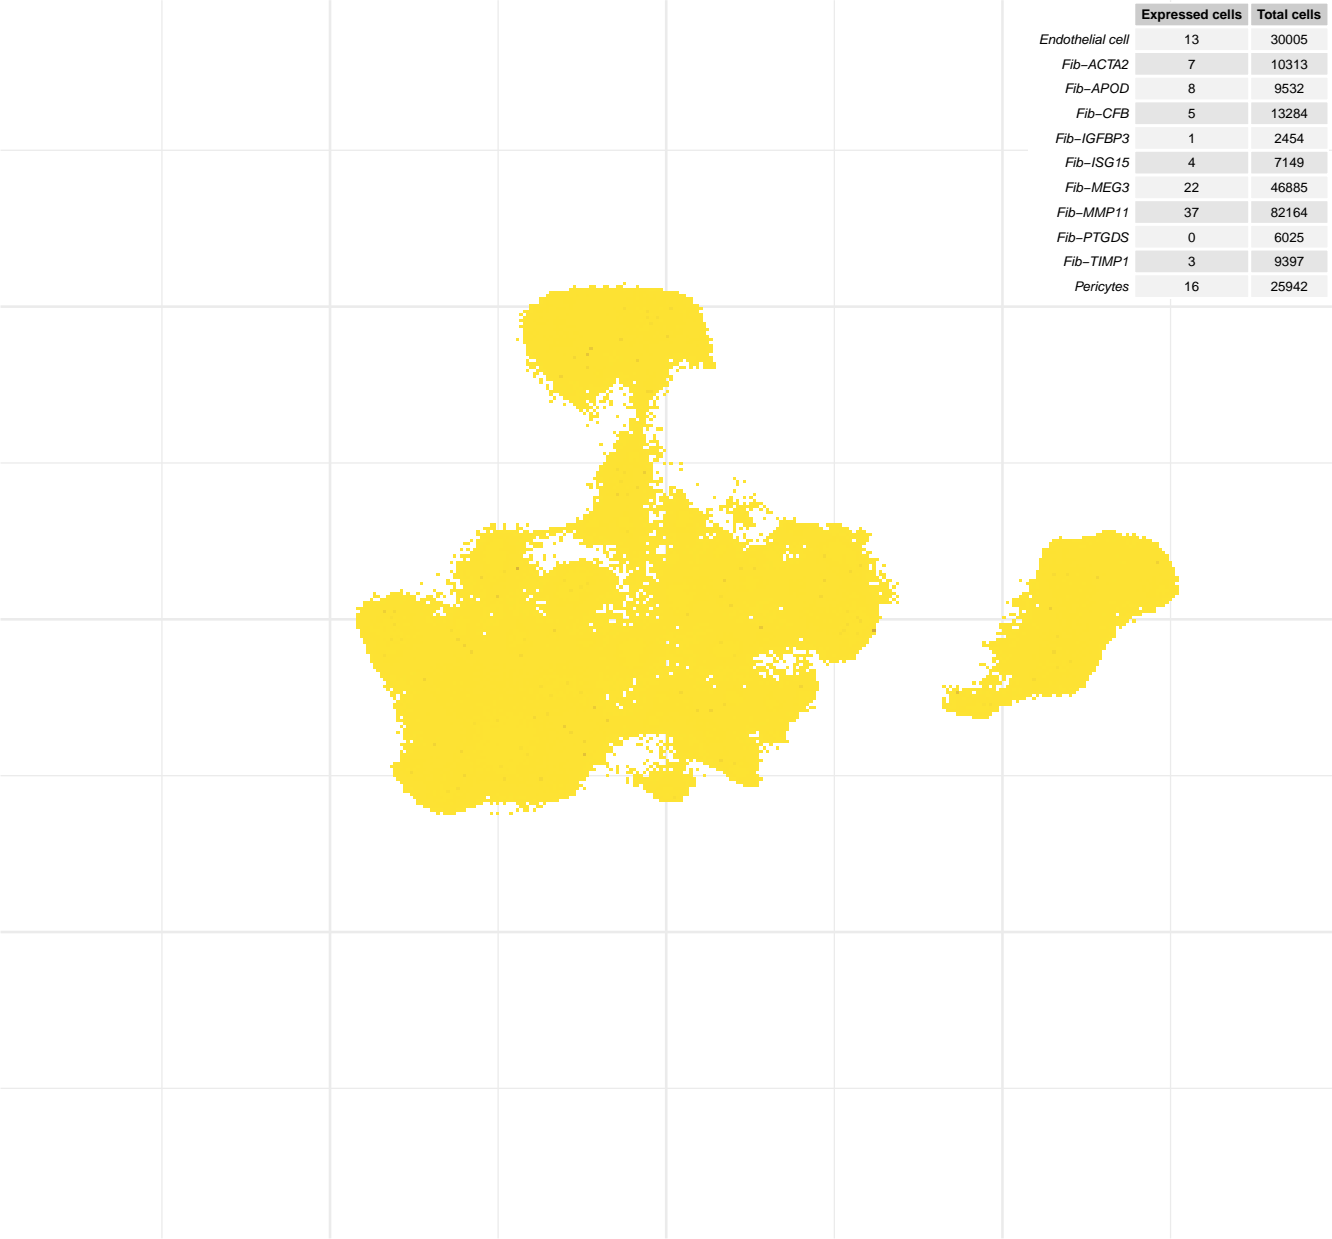 Expressed cells Total cells
Endothelial cell 13 30005
Fib−ACTA2 7 10313
Fib−APOD 8 9532
Fib−CFB 5 13284
Fib−IGFBP3 1 2454
Fib−ISG15 4 7149
Fib−MEG3 22 46885
Fib−MMP11 37 82164
Fib−PTGDS 0 6025
Fib−TIMP1 3 9397
Pericytes 16 25942